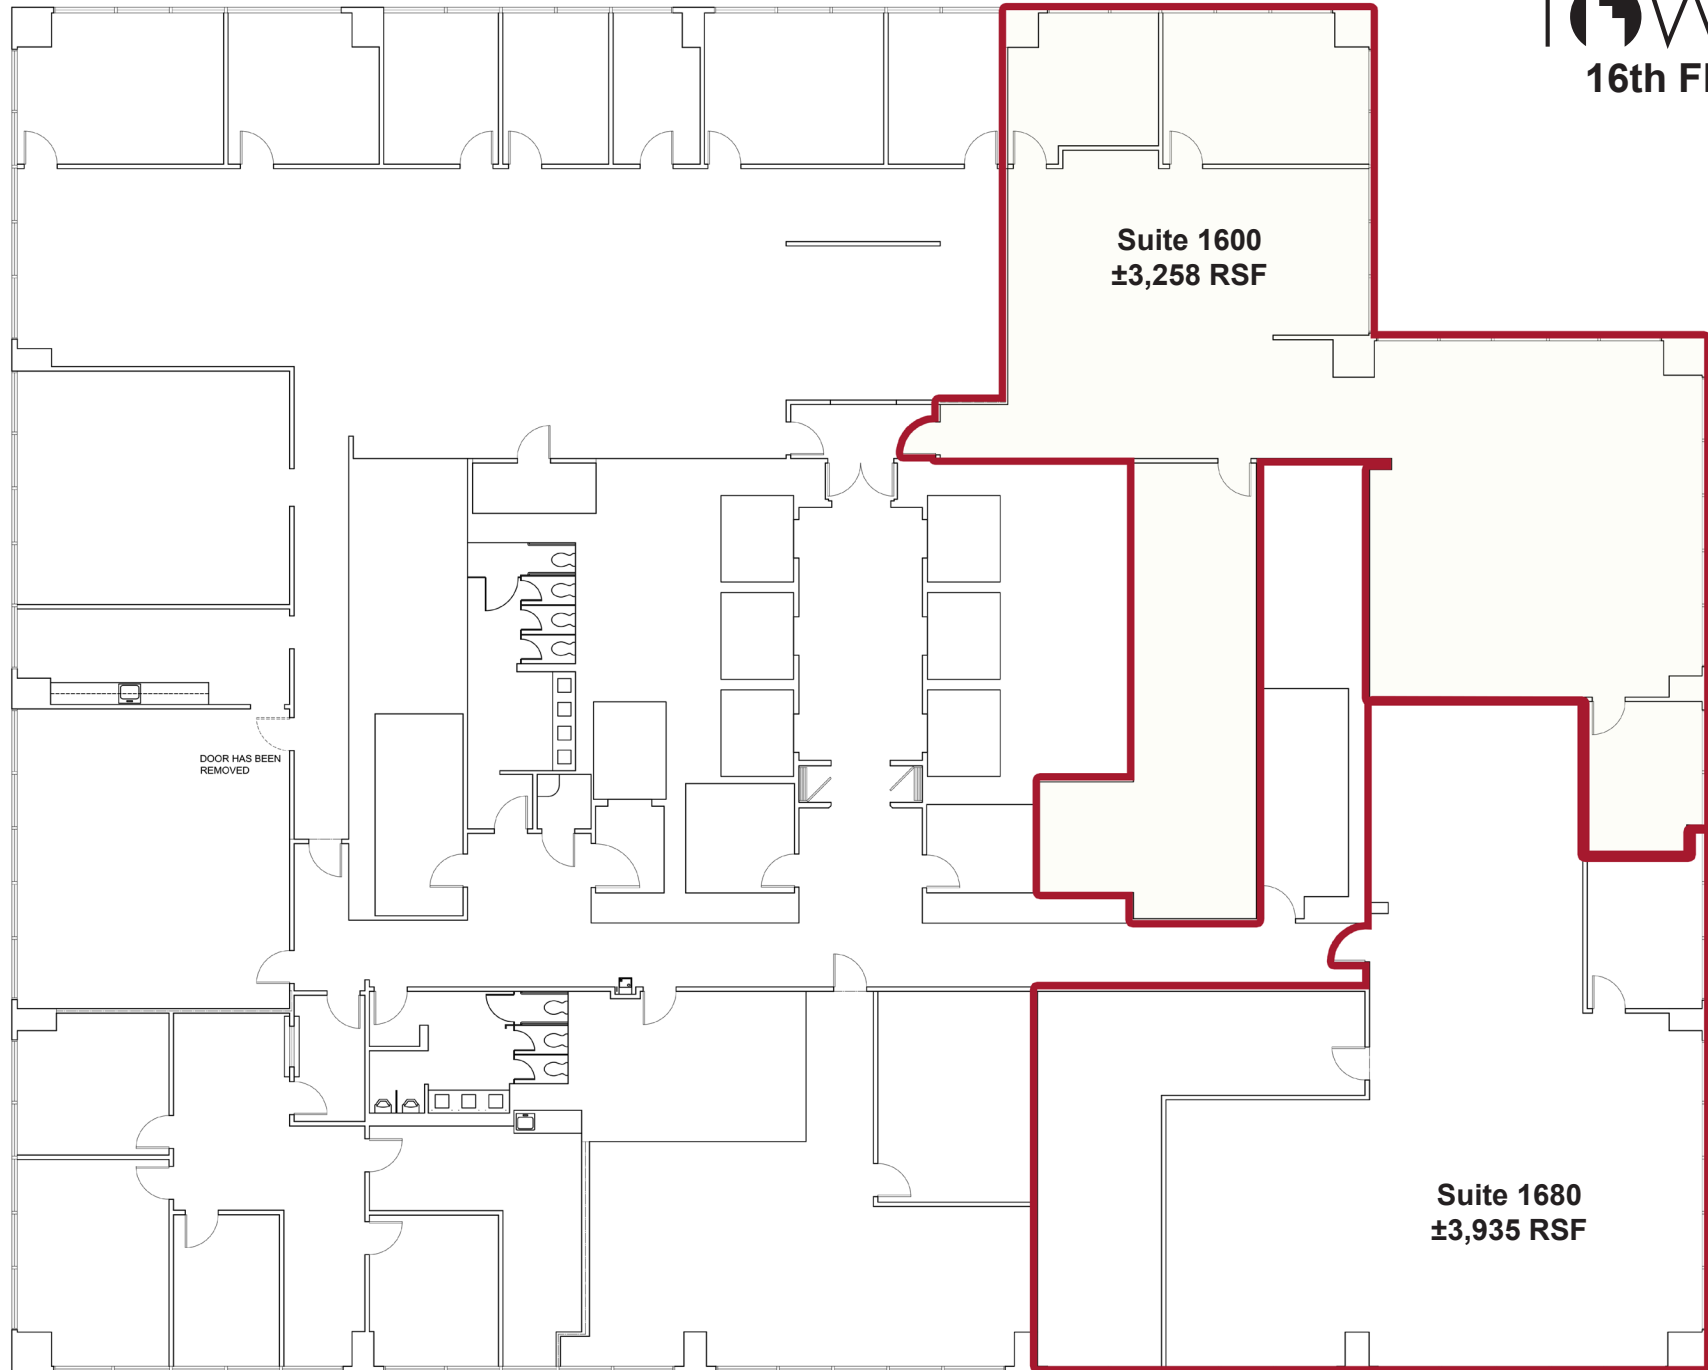 16th Fl
Suite 1600
±3,258 RSF
DOOR HAS BEEN
REMOVED
Suite 1680
±3,935 RSF